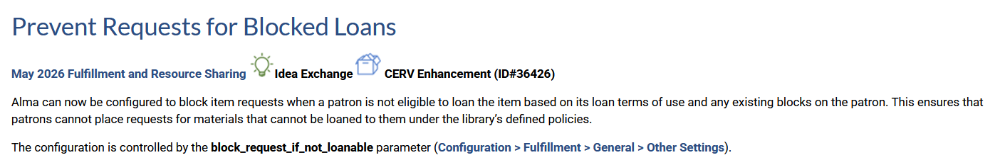 Prevent Requests for Blocked Loans
May 2026 Fulfillment and Resource Sharing Idea Exchange CERV Enhancement (ID#36426)
Alma can now be configured to block item requests when a patron is not eligible to loan the item based on its loan terms of use and any existing blocks on the patron. This ensures that
patrons cannot place requests for materials that cannot be loaned to them under the library’s defined policies.
The configuration is controlled by the block_request_if_not_loanable parameter (Configuration > Fulfillment > General > Other Settings).